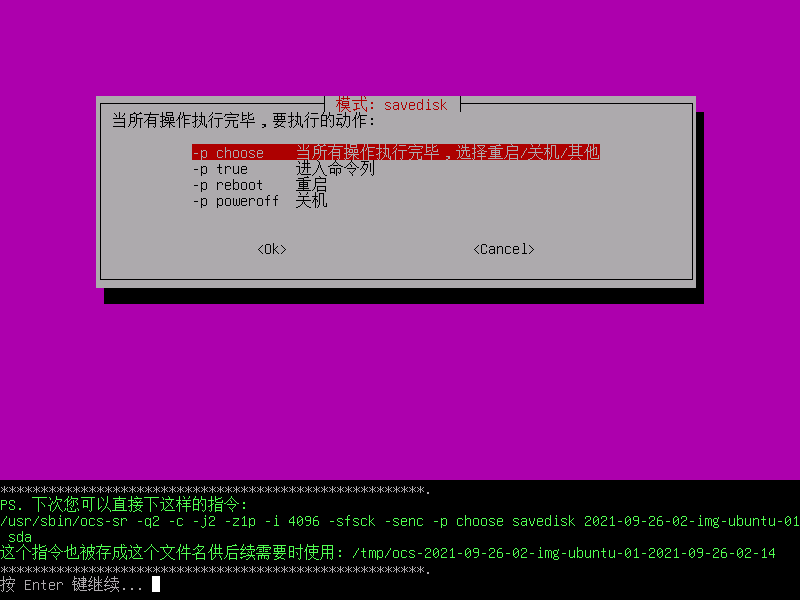 模式: savedisk
当所有操作执行完毕，要执行的动作:
-p choose 当所有操作执行完毕，选择重启/关机/其他
-p true 进入命令列
-p reboot 重启
-p poweroff 关机
<Ok> <Cancel>
*****************************************************.
PS. 下次您可以直接下这样的指令:
/usr/sbin/ocs-sr -q2 -c -j2 -z1p -i 4096 -sfsck -senc -p choose savedisk 2021-09-26-02-img-ubuntu-01
sda
这个指令也被存成这个文件名供后续需要时使用: /tmp/ocs-2021-09-26-02-img-ubuntu-01-2021-09-26-02-14
*****************************************************.
按 Enter 键继续...